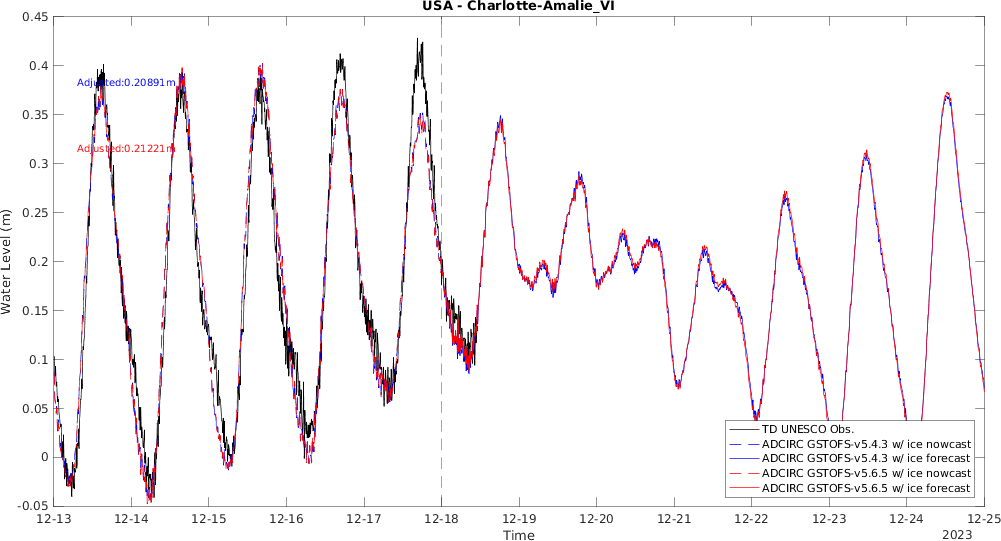 USA - Charlotte-Amalie_VI
Water Level (m)
0.45
0.4
0.35
0.3
0.25
0.2
0.15
0.1
0.05
0
-0.05
Adjusted:0.20891m
Adjusted:0.21221m
TD UNESCO Obs.
ADCIRC GSTOFS-v5.4.3 w/ ice nowcast
ADCIRC GSTOFS-v5.4.3 w/ ice forecast
ADCIRC GSTOFS-v5.6.5 w/ ice nowcast
ADCIRC GSTOFS-v5.6.5 w/ ice forecast
12-13 12-14 12-15 12-16 12-17 12-18 12-19 12-20 12-21 12-22 12-23 12-24 12-25
Time
2023